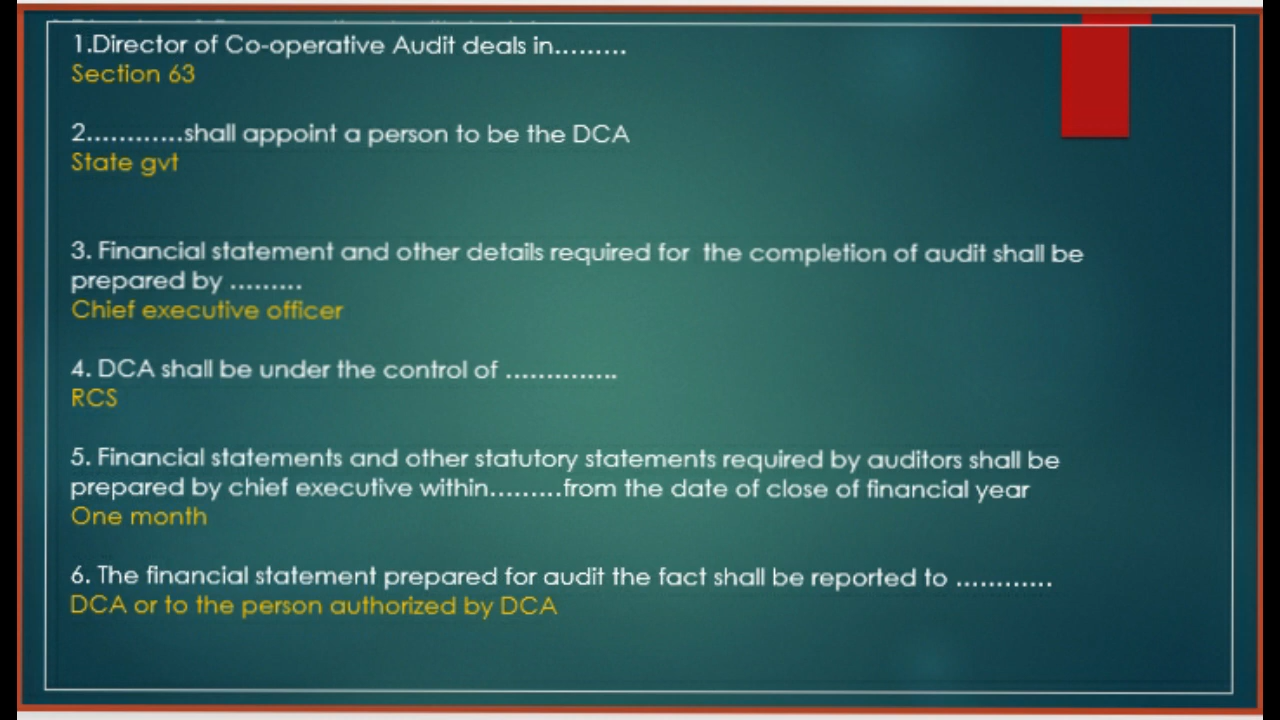 1.Director of Co-operative Audit deals in.........
Section 63
2............shall appoint a person to be the DCA
State gvt
3. Financial statement and other details required for the completion of audit shall be
prepared by .........
Chief executive officer
4. DCA shall be under the control of ..............
RCS
5. Financial statements and other statutory statements required by auditors shall be
prepared by chief executive within.........from the date of close of financial year
One month
6. The financial statement prepared for audit the fact shall be reported to ............
DCA or to the person authorized by DCA